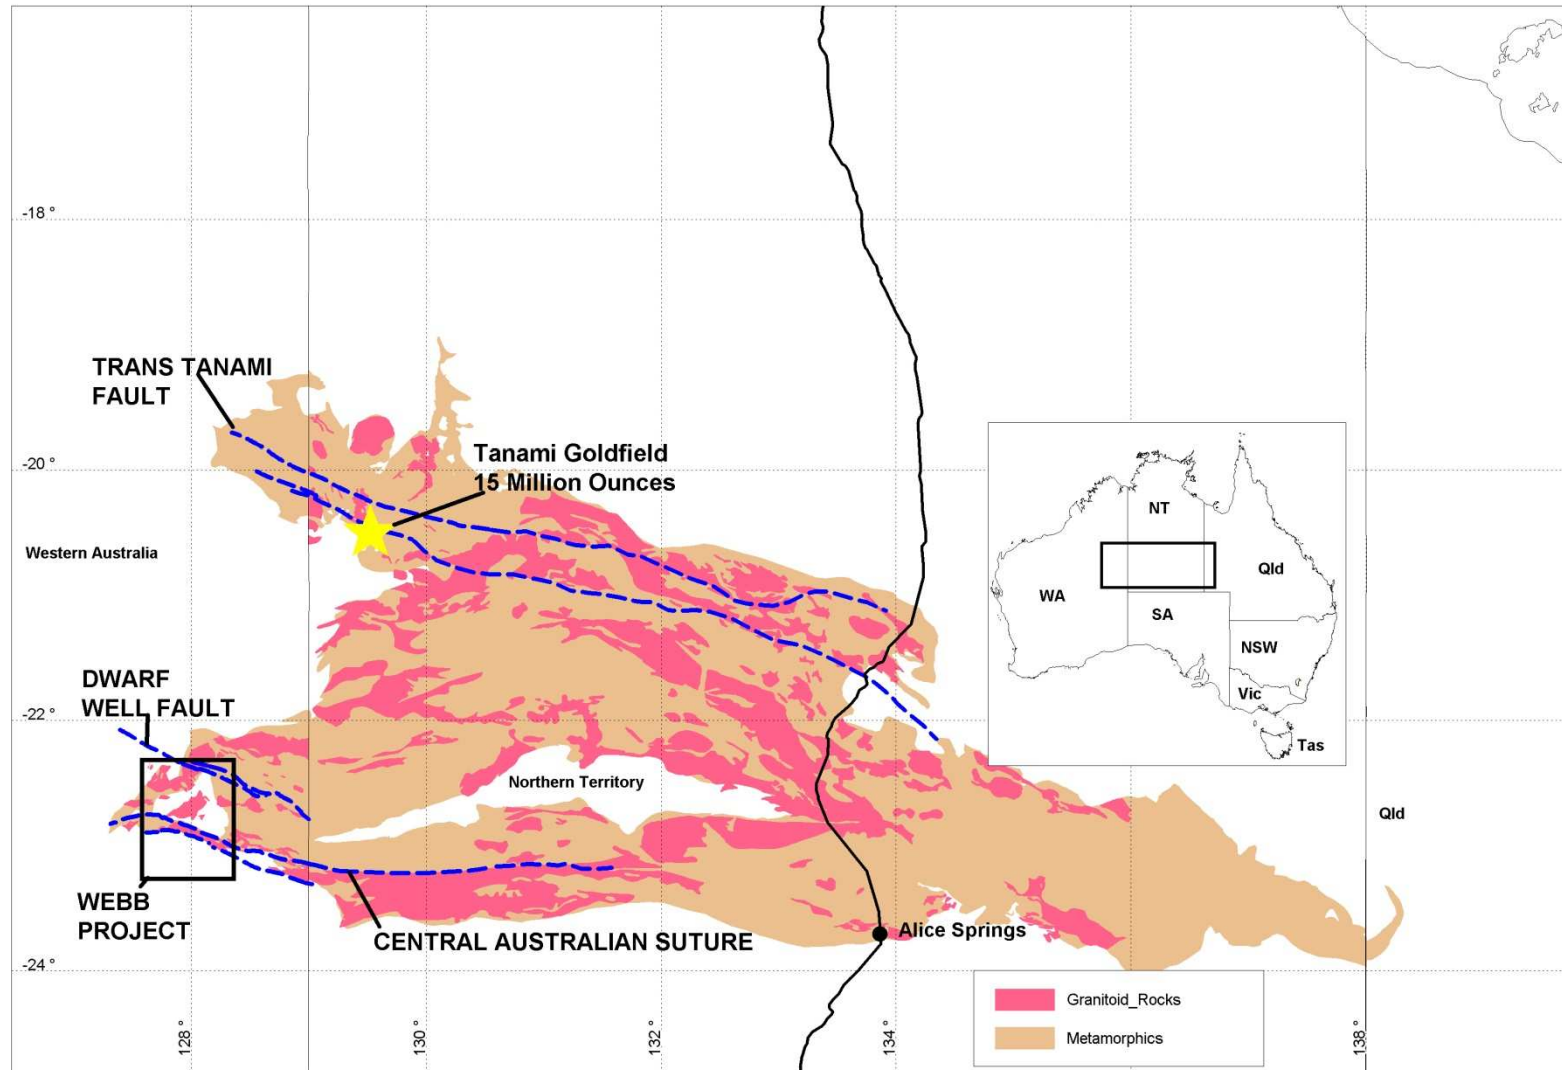 -18 °
TRANS TANAMI
FAULT
Tanami Goldfield
15 Million Ounces
-20 °
Western Australia
NT
WA
Qld
SA
NSW
Vic
Tas
DWARF
WELL FAULT
-22 °
Northern Territory
Qld
WEBB
PROJECT
CENTRAL AUSTRALIAN SUTURE
Alice Springs
-24 °
Granitoid_Rocks
Metamorphics
128 °
130 °
132 °
134 °
138 °